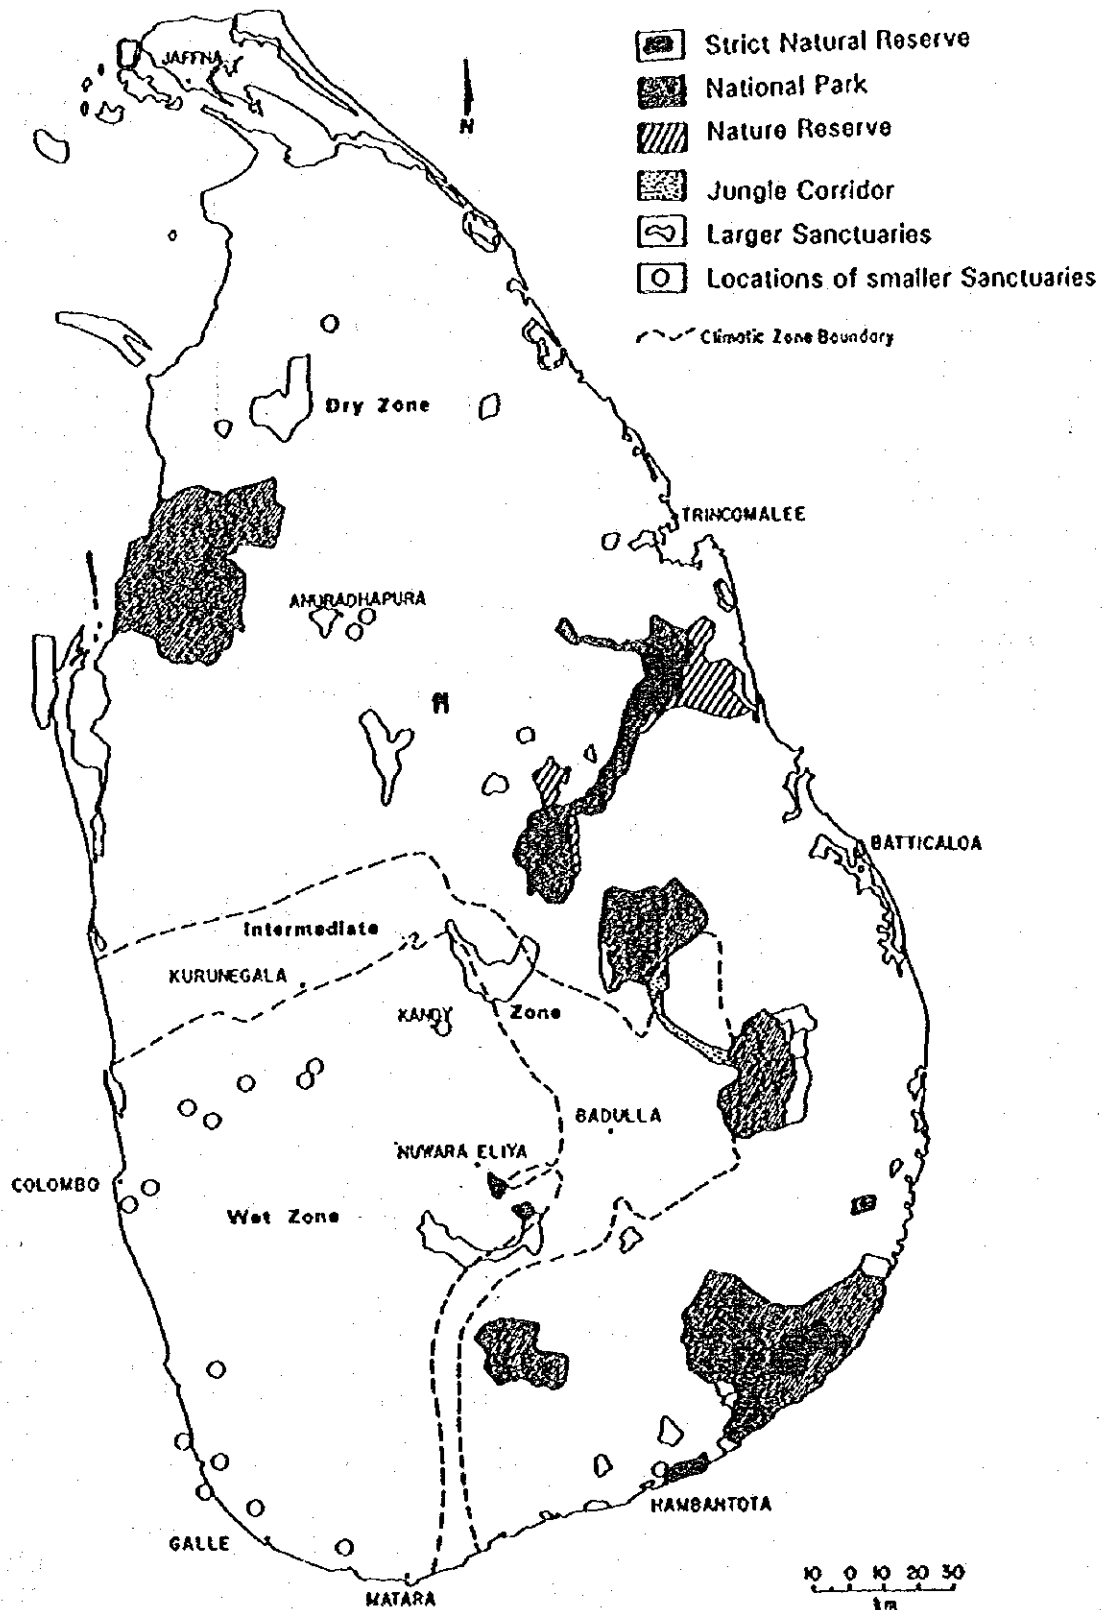 JAFFNA
N
Strict Natural Reserve
National Park
Nature Reserve
Jungle Corridor
Larger Sanctuaries
Locations of smaller Sanctuaries
Climatic Zone Boundary
Dry Zone
TRINCOMALEE
ANURADHAPURA
BATTICALOA
Intermediate
KURUNEGALA
KANDY
Zone
BADULLA
NUWARA ELIYA
COLOMBO
Wet Zone
HAMBANTOTA
GALLE
MATARA
10 0 10 20 30
km